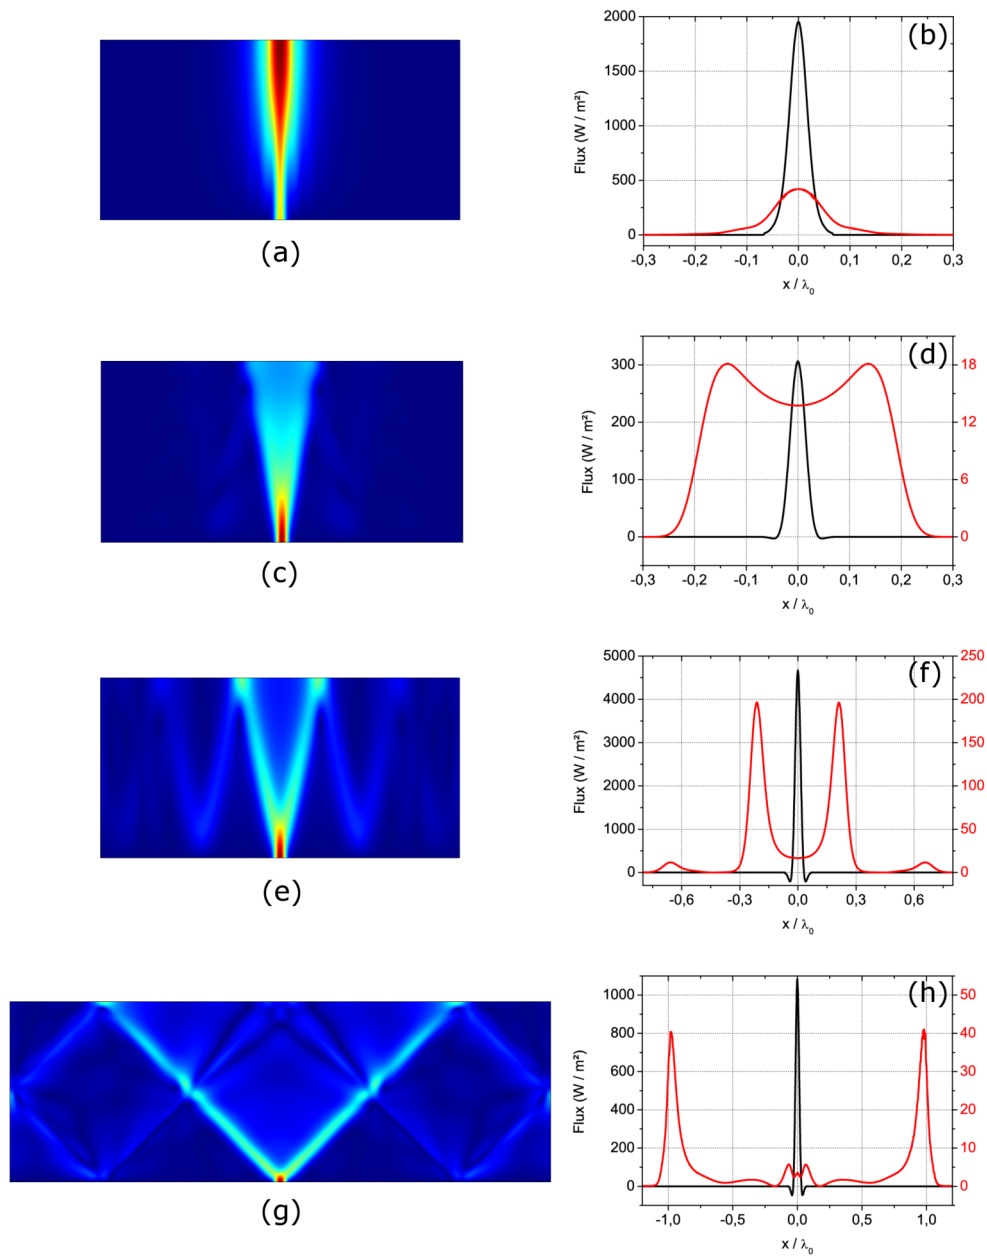 (a)
(b)
2000
1500
1000
500
0
Flux (W / m²)
-0,3 -0,2 -0,1 0,0 0,1 0,2 0,3
x / λ₀
(c)
(d)
300
200
100
0
Flux (W / m²)
18
12
6
0
-0,3 -0,2 -0,1 0,0 0,1 0,2 0,3
x / λ₀
(e)
(f)
5000
4000
3000
2000
1000
0
Flux (W / m²)
250
200
150
100
50
0
-0,6 -0,3 0,0 0,3 0,6
x / λ₀
(g)
(h)
1000
800
600
400
200
0
Flux (W / m²)
50
40
30
20
10
0
-1,0 -0,5 0,0 0,5 1,0
x / λ₀